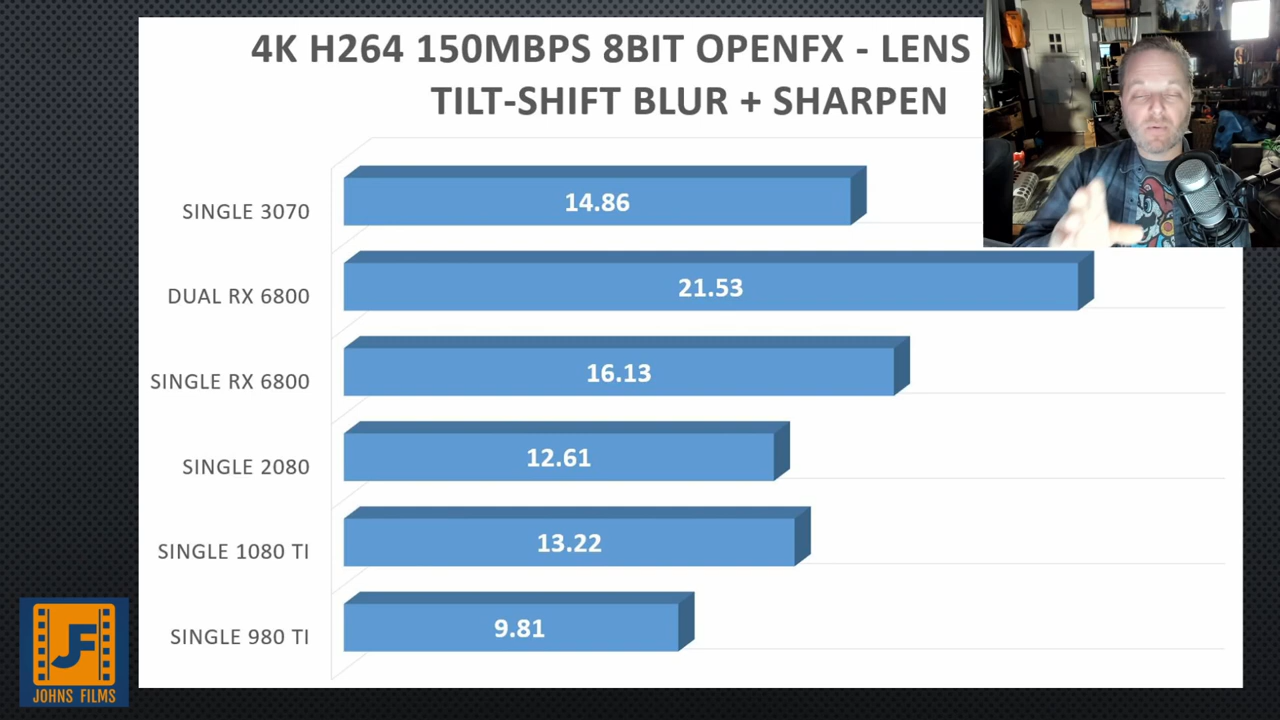 4K H264 150MBPS 8BIT OPENFX - LENS
TILT-SHIFT BLUR + SHARPEN
SINGLE 3070
14.86
DUAL RX 6800
21.53
SINGLE RX 6800
16.13
SINGLE 2080
12.61
SINGLE 1080 TI
13.22
SINGLE 980 TI
9.81
JF
JOHNS FILMS